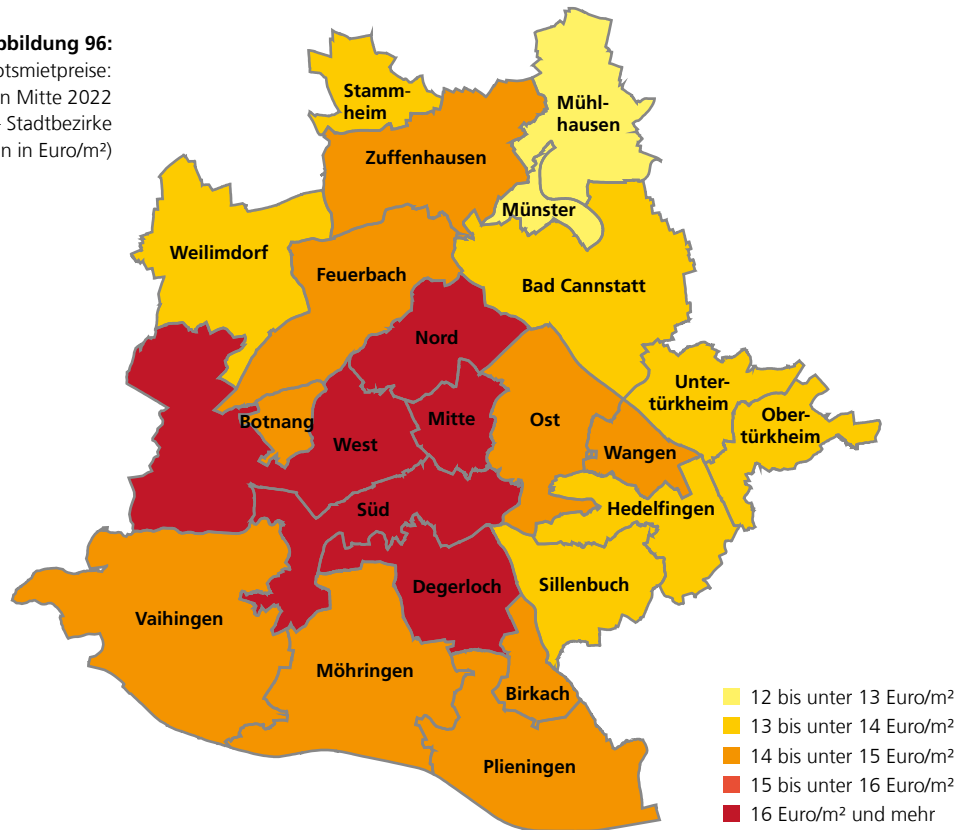 bbildung 96:
otsmietpreise:
n Mitte 2022
Stadtbezirke
n in Euro/m²)
Stamm-
heim
Mühl-
hausen
Zuffenhausen
Münster
Weilimdorf
Feuerbach
Bad Cannstatt
Nord
Unter-
türkheim
Ober-
türkheim
Botnang
West
Mitte
Ost
Wangen
Süd
Hedelfingen
Degerloch
Sillenbuch
Vaihingen
Möhringen
Birkach
Plieningen
12 bis unter 13 Euro/m²
13 bis unter 14 Euro/m²
14 bis unter 15 Euro/m²
15 bis unter 16 Euro/m²
16 Euro/m² und mehr